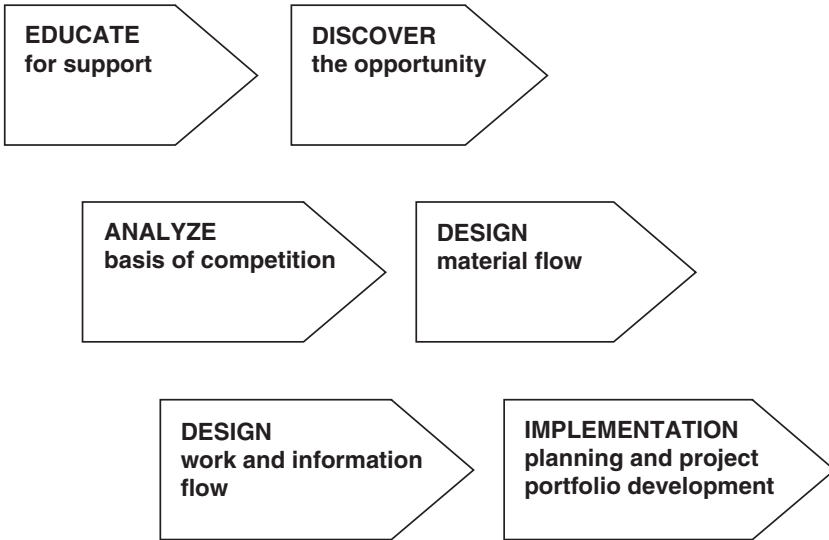 EDUCATE
for support
DISCOVER
the opportunity
ANALYZE
basis of competition
DESIGN
material flow
DESIGN
work and information
flow
IMPLEMENTATION
planning and project
portfolio development